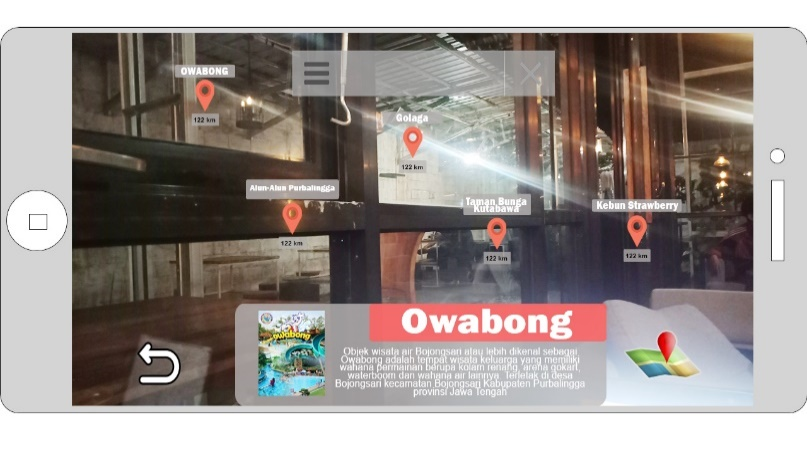 OWABONG
122 km
Golaga
122 km
Alun-Alun Purbalingga
122 km
Taman Bunga
Kutabawa
122 km
Kebun Strawberry
122 km
owabong
Owabong
Objek wisata air Bojongsari atau lebih dikenal sebagai
Owabong adalah tempat wisata keluarga yang memiliki
wahana permainan berupa kolam renang, arena gokart,
waterboom dan wahana air lainnya. Terletak di desa
Bojongsari kecamatan Bojongsari Kabupaten Purbalingga
provinsi Jawa Tengah